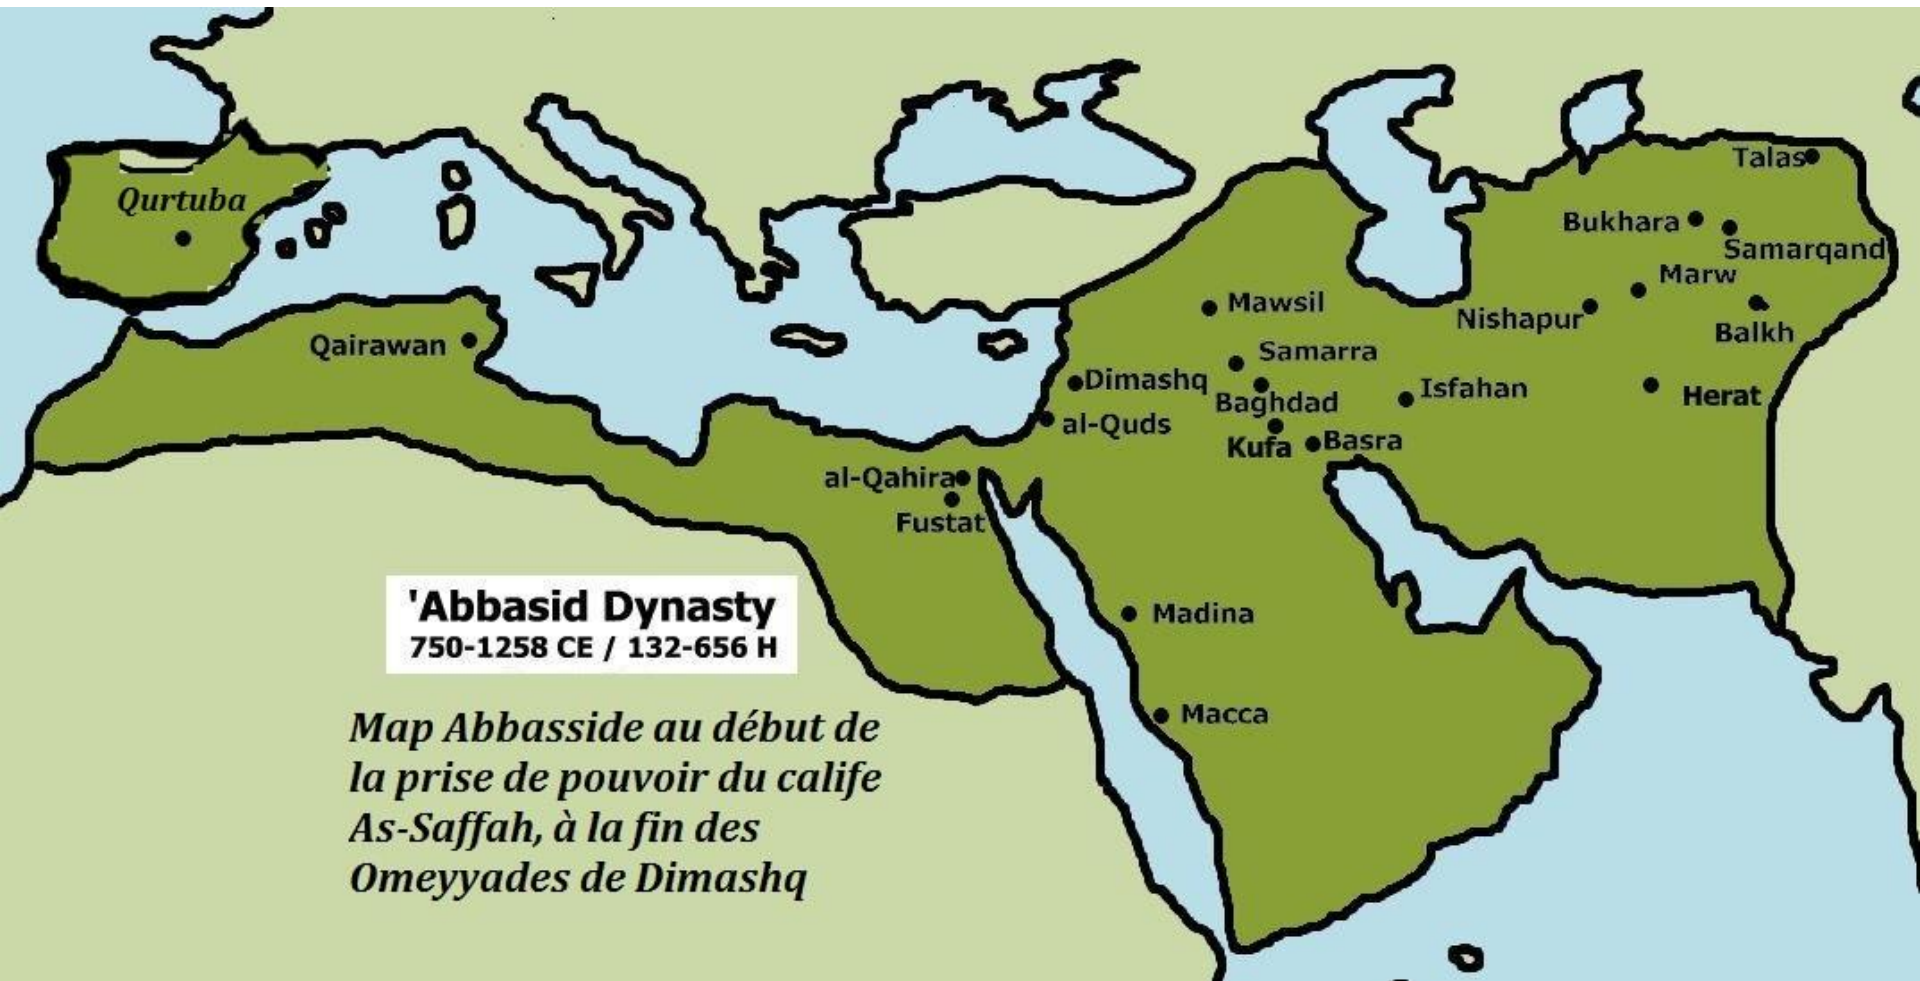 Talas
Qurtuba
Bukhara
Samarqand
Marw
Mawsil
Nishapur
Balkh
Qairawan
Samarra
Dimashq
Isfahan
Herat
Baghdad
al-Quds
Kufa
Basra
al-Qahira
Fustat
'Abbasid Dynasty
750-1258 CE / 132-656 H
Madina
Macca
Map Abbasside au début de
la prise de pouvoir du calife
As-Saffah, à la fin des
Omeyyades de Dimashq